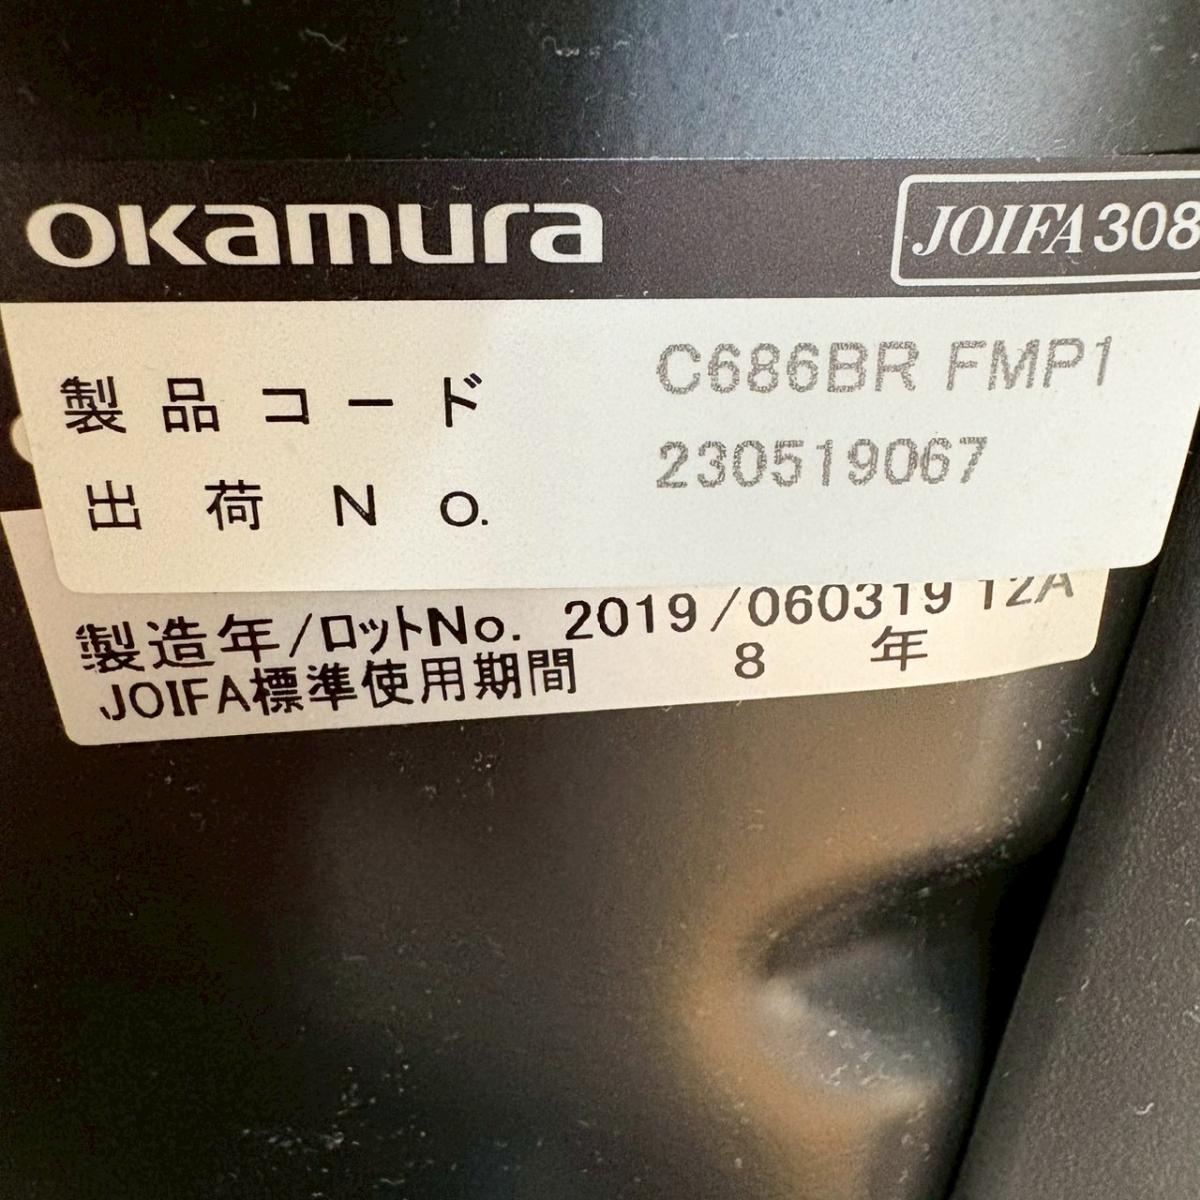 okamura JOIFA308
製品コード C686BR FMP1
出荷No. 230519067
製造年/ロットNo. 2019/060319 12A
JOIFA標準使用期間 8 年